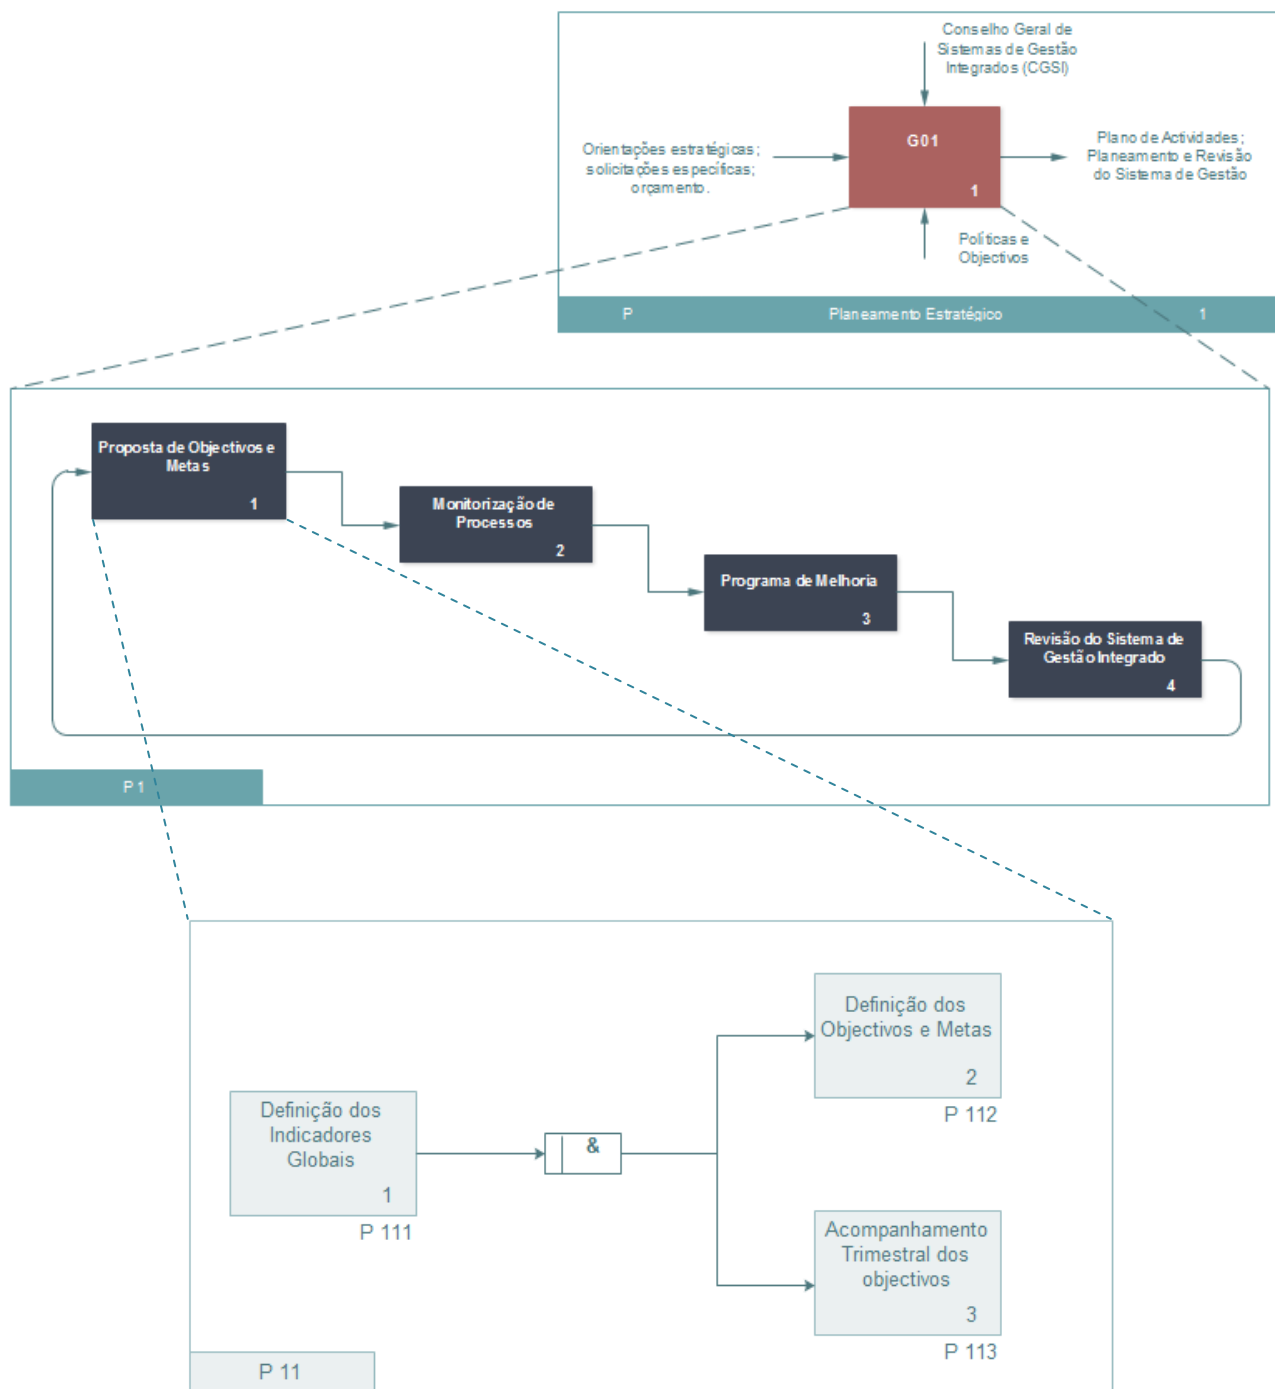 Conselho Geral de
Sistemas de Gestão
Integrados (CGSI)
G01
1
Orientações estratégicas;
solicitações específicas;
orçamento.
Plano de Actividades;
Planeamento e Revisão
do Sistema de Gestão
Políticas e
Objectivos
P Planeamento Estratégico 1
Proposta de Objectivos e
Metas
1
Monitorização de
Processos
2
Programa de Melhoria
3
Revisão do Sistema de
Gestão Integrado
4
P 1
Definição dos
Objectivos e Metas
2
P 112
Definição dos
Indicadores
Globais
1
P 111
&
Acompanhamento
Trimestral dos
objectivos
3
P 113
P 11